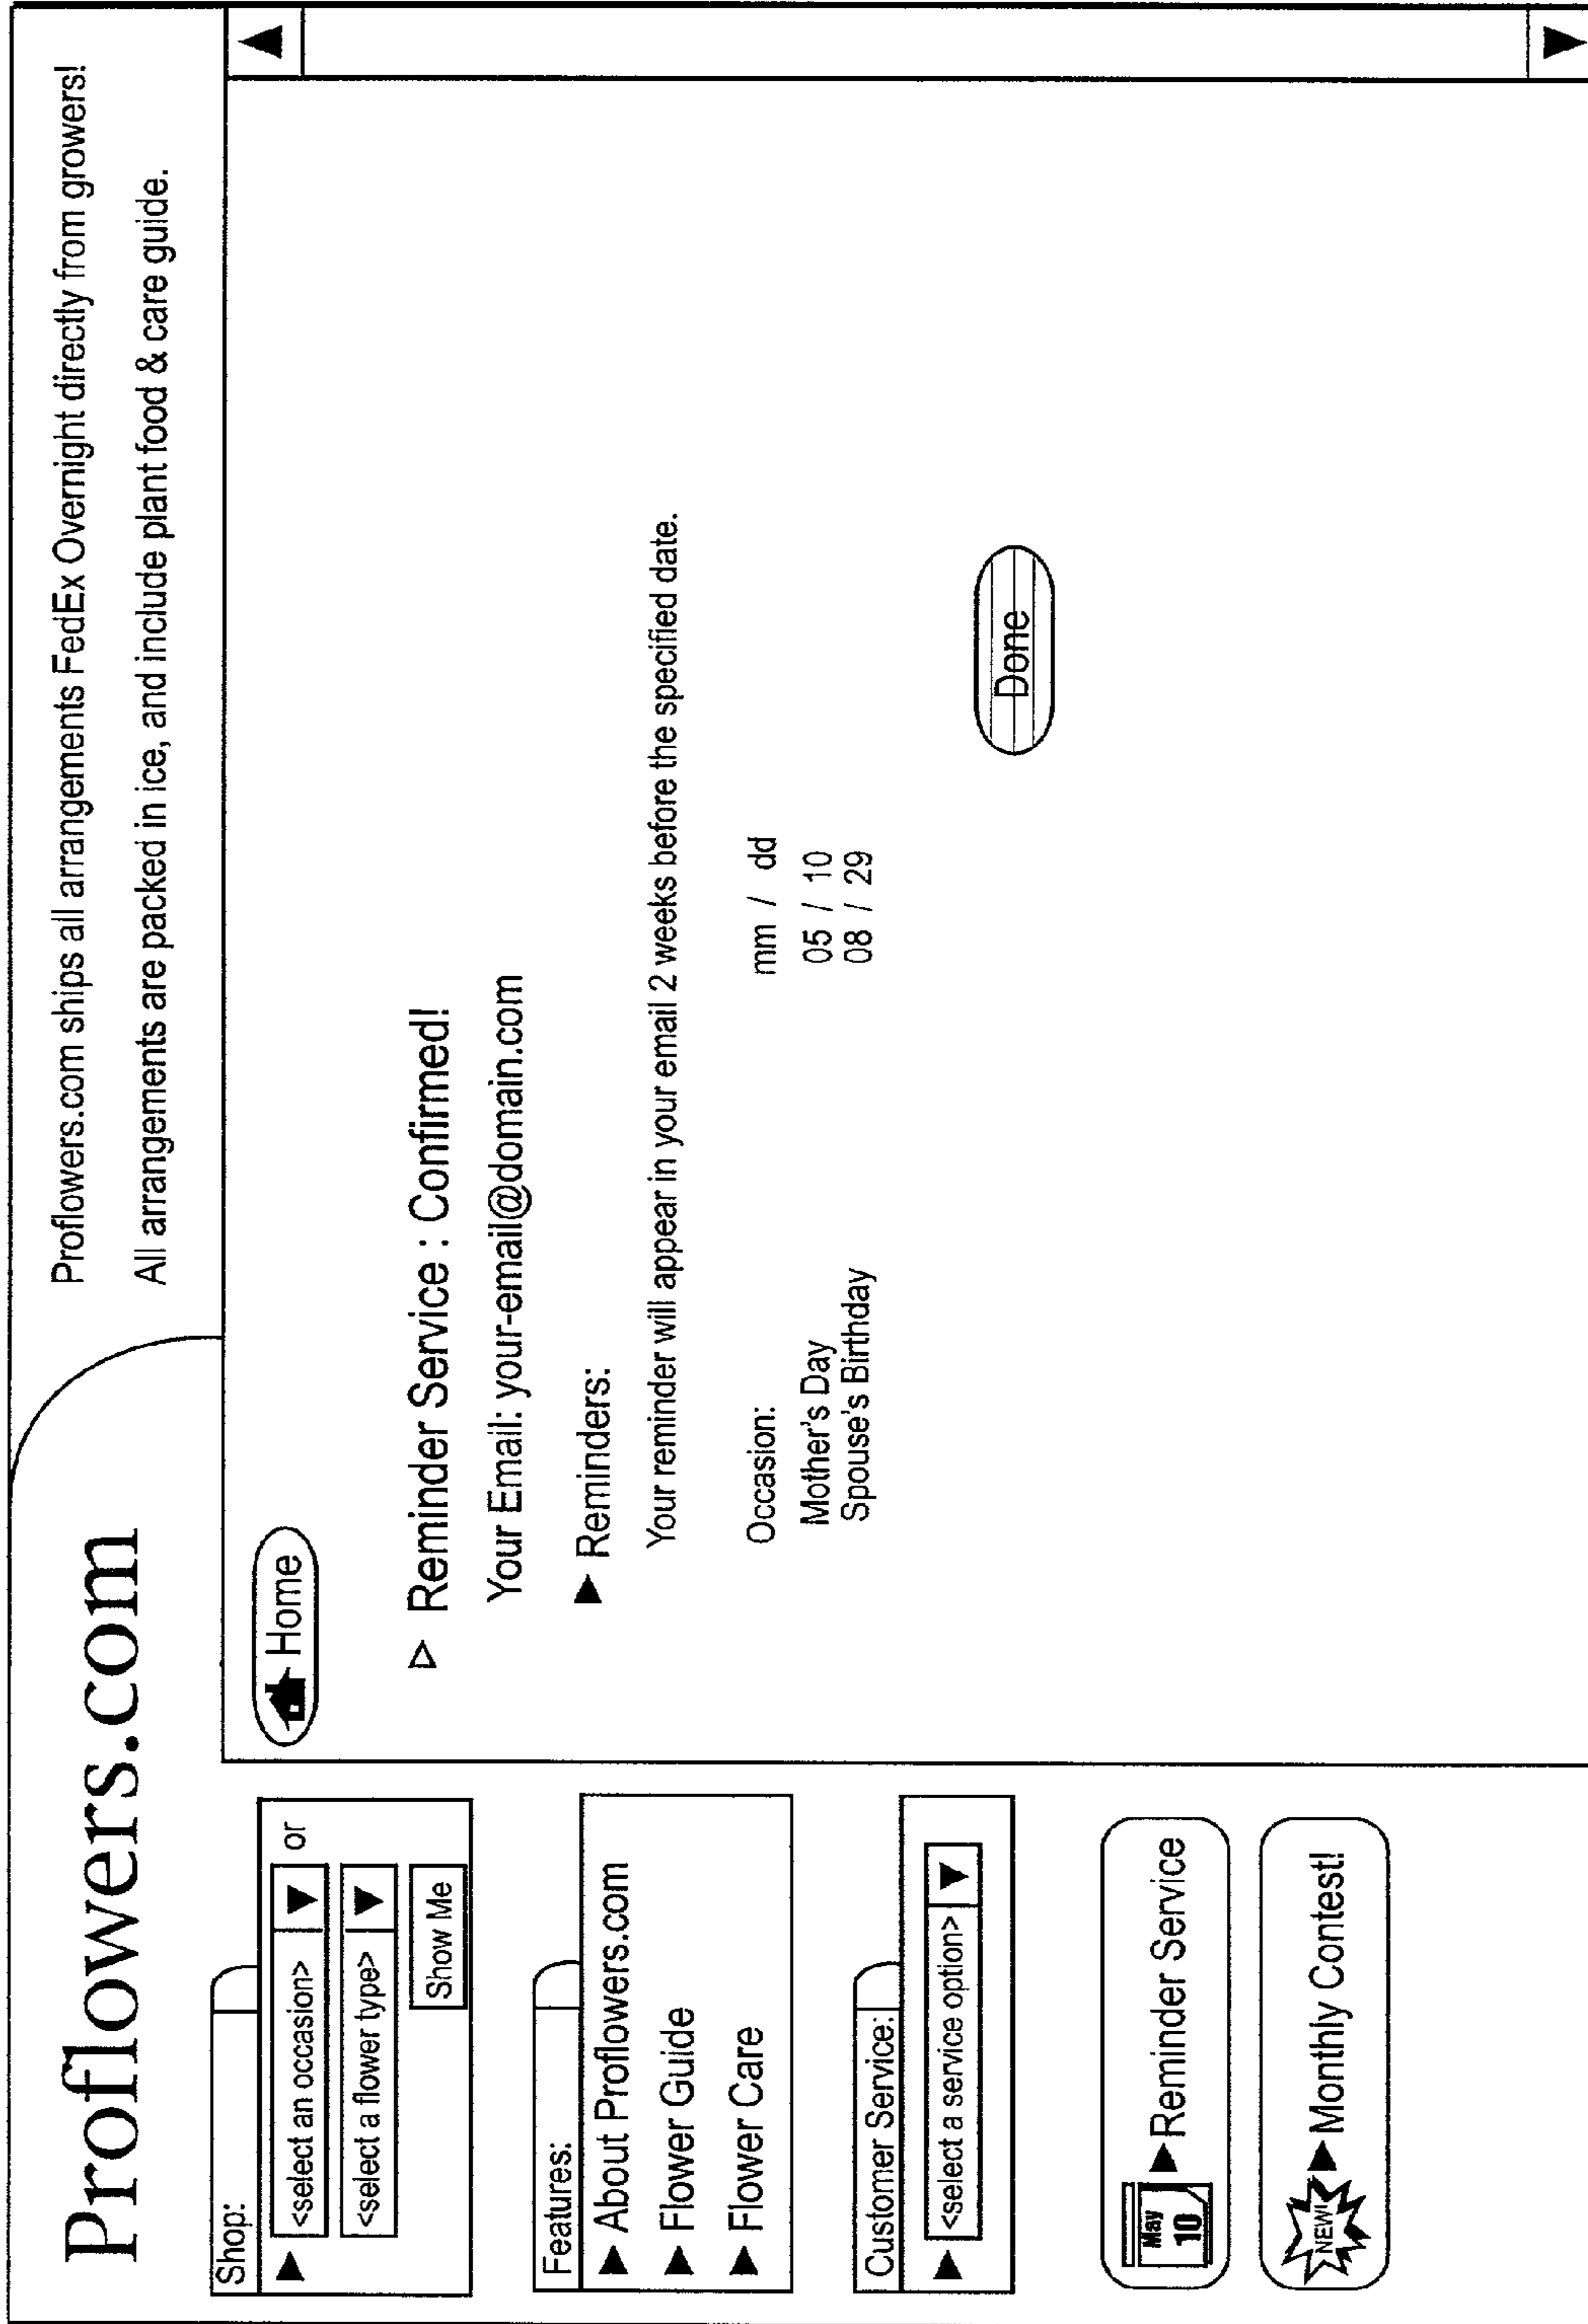 Proflowers.com
Proflowers.com ships all arrangements FedEx Overnight directly from growers!
All arrangements are packed in ice, and include plant food & care guide.
Shop:
<select an occasion> or
<select a flower type>
Show Me
Features:
About Proflowers.com
Flower Guide
Flower Care
Customer Service:
<select a service option>
May
10
Reminder Service
NEW!
Monthly Contest!
Home
Reminder Service : Confirmed!
Your Email: your-email@domain.com
Reminders:
Your reminder will appear in your email 2 weeks before the specified date.
Occasion: mm / dd
Mother's Day 05 / 10
Spouse's Birthday 08 / 29
Done